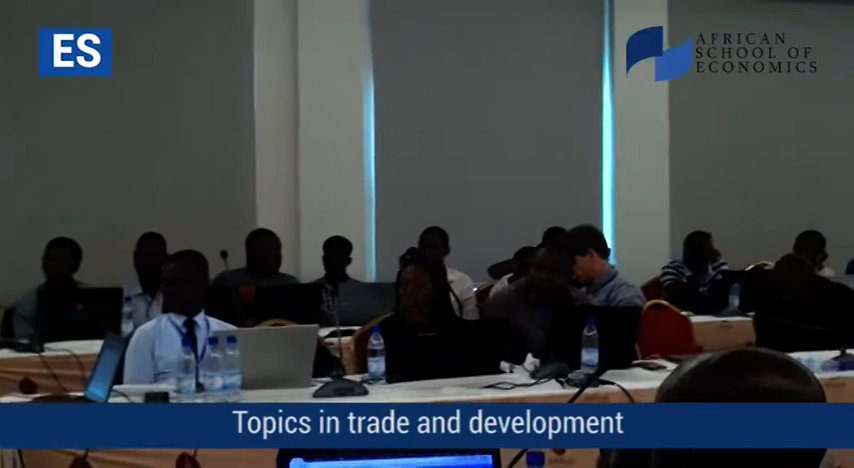 ES
AFRICAN
SCHOOL OF
ECONOMICS
Topics in trade and development